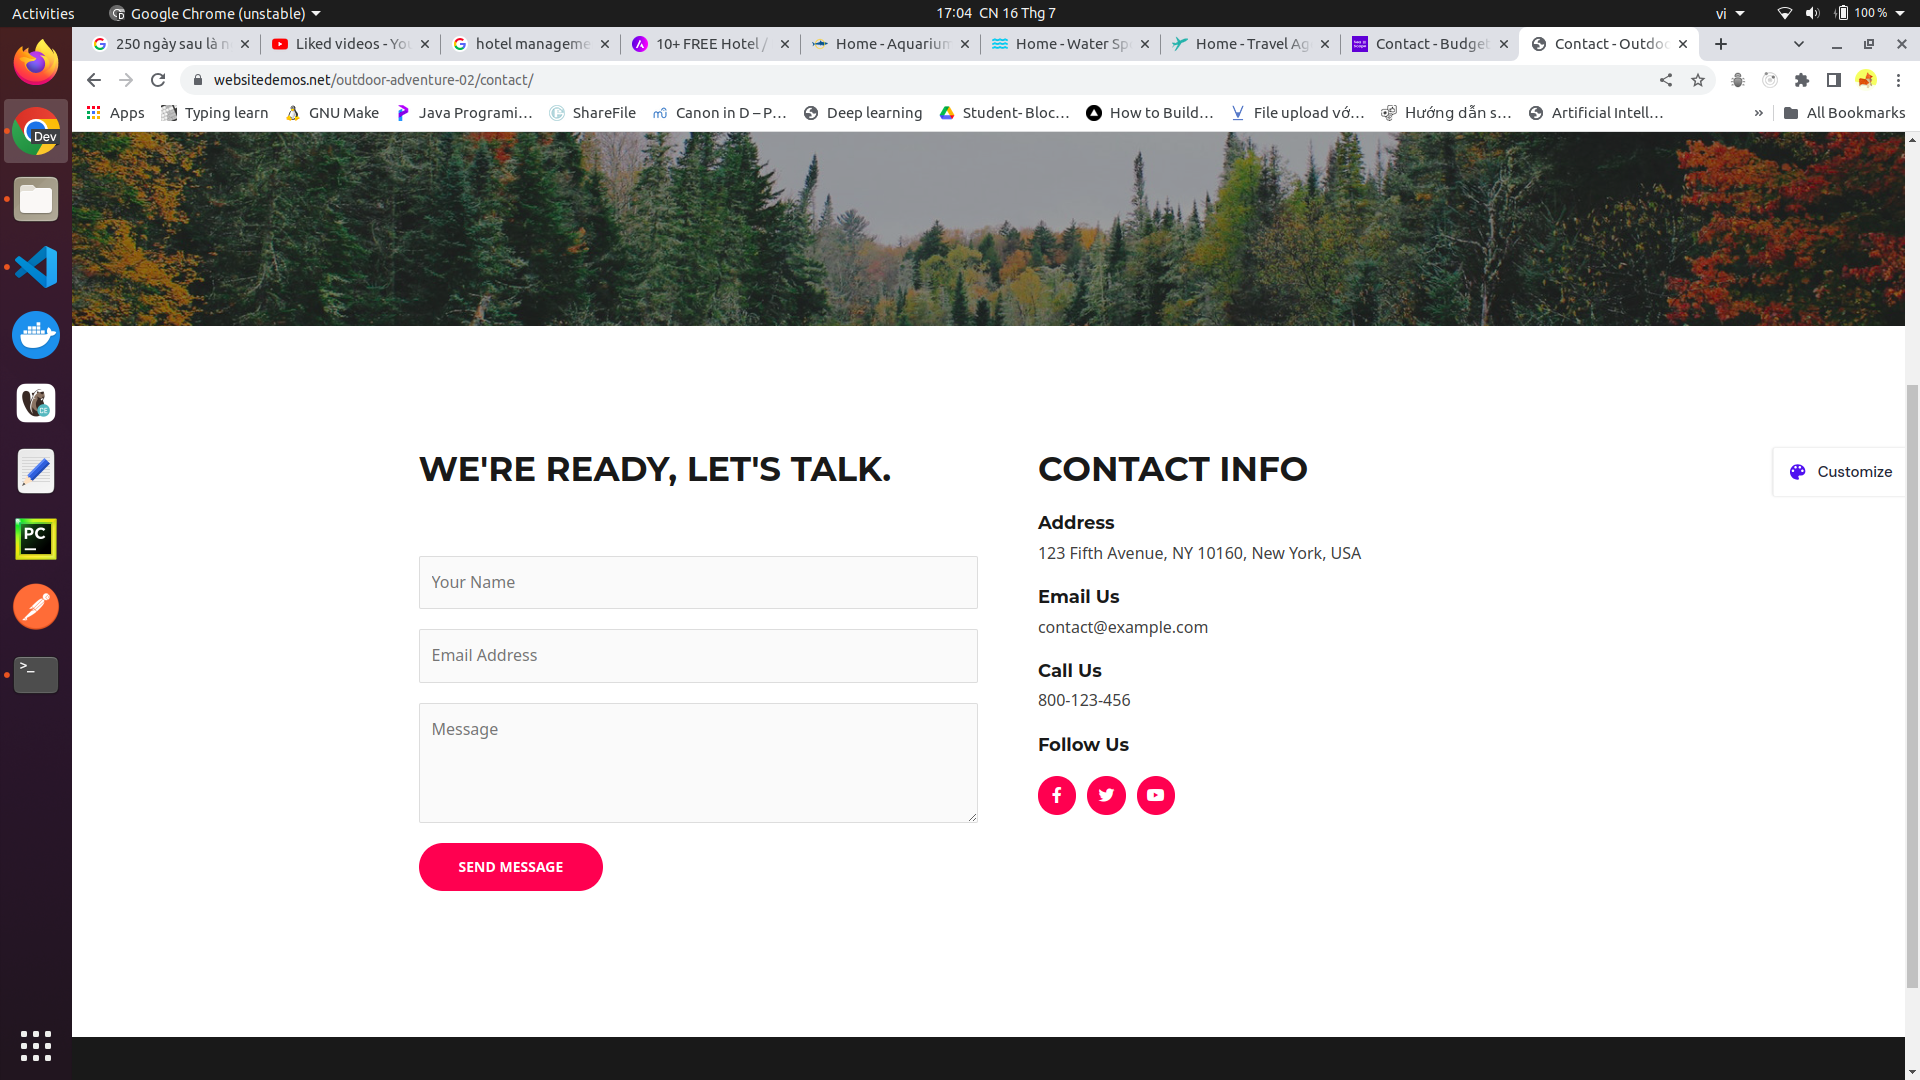 Activities
Google Chrome (unstable)
17:04 CN 16 Thg 7
vi
100 %
250 ngày sau là n
Liked videos - You
hotel manageme
10+ FREE Hotel /
Home - Aquarium
Home - Water Sp
Home - Travel Ag
Contact - Budget
Contact - Outdoo
websitedemos.net/outdoor-adventure-02/contact/
Apps
Typing learn
GNU Make
Java Programi...
ShareFile
Canon in D – P...
Deep learning
Student- Bloc...
How to Build...
File upload vớ...
Hướng dẫn s...
Artificial Intell...
»
All Bookmarks
Dev
WE'RE READY, LET'S TALK.
Your Name
Email Address
Message
SEND MESSAGE
CONTACT INFO
Address
123 Fifth Avenue, NY 10160, New York, USA
Email Us
contact@example.com
Call Us
800-123-456
Follow Us
Customize
CE
PC
>_